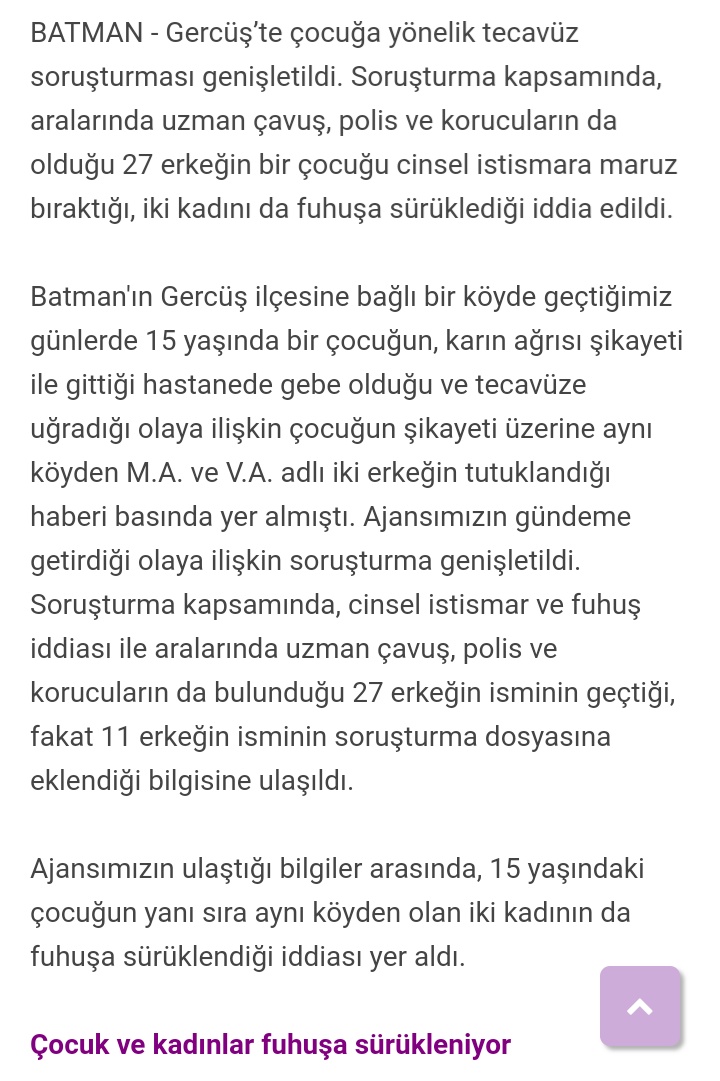 BATMAN - Gercüş’te çocuğa yönelik tecavüz
soruşturması genişletildi. Soruşturma kapsamında,
aralarında uzman çavuş, polis ve korucuların da
olduğu 27 erkeğin bir çocuğu cinsel istismara maruz
bıraktığı, iki kadını da fuhuşa sürüklediği iddia edildi.
Batman'ın Gercüş ilçesine bağlı bir köyde geçtiğimiz
günlerde 15 yaşında bir çocuğun, karın ağrısı şikayeti
ile gittiği hastanede gebe olduğu ve tecavüze
uğradığı olaya ilişkin çocuğun şikayeti üzerine aynı
köyden M.A. ve V.A. adlı iki erkeğin tutuklandığı
haberi basında yer almıştı. Ajansımızın gündeme
getirdiği olaya ilişkin soruşturma genişletildi.
Soruşturma kapsamında, cinsel istismar ve fuhuş
iddiası ile aralarında uzman çavuş, polis ve
korucuların da bulunduğu 27 erkeğin isminin geçtiği,
fakat 11 erkeğin isminin soruşturma dosyasına
eklendiği bilgisine ulaşıldı.
Ajansımızın ulaştığı bilgiler arasında, 15 yaşındaki
çocuğun yanı sıra aynı köyden olan iki kadının da
fuhuşa sürüklendiği iddiası yer aldı.
Çocuk ve kadınlar fuhuşa sürükleniyor